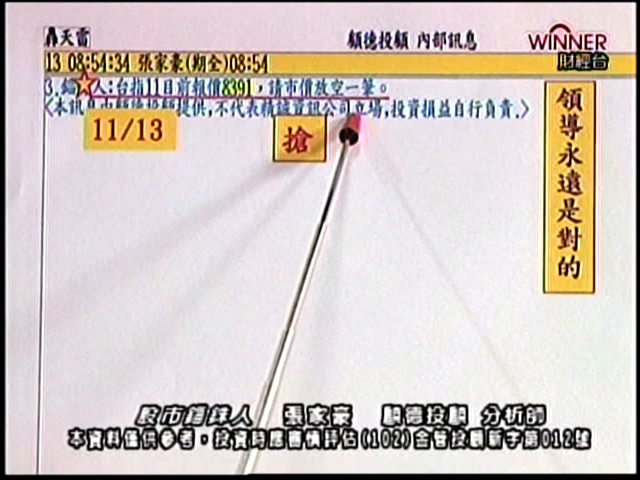 轟天雷
顧德投顧 內部訊息
WINNER
財經台
13 08:54:34 張家豪(期全)08:54
人:台指11目前報價8391,請市價放空一筆。
〈本訊息由顧德投顧提供,不代表精誠資訊公司立場,投資損益自行負責.〉
11/13
搶
領導永遠是對的
股市鐘錶人 張家豪 顧德投顧 分析師
本資料僅供參考,投資時應審慎評估(102)金管投顧新字第012號